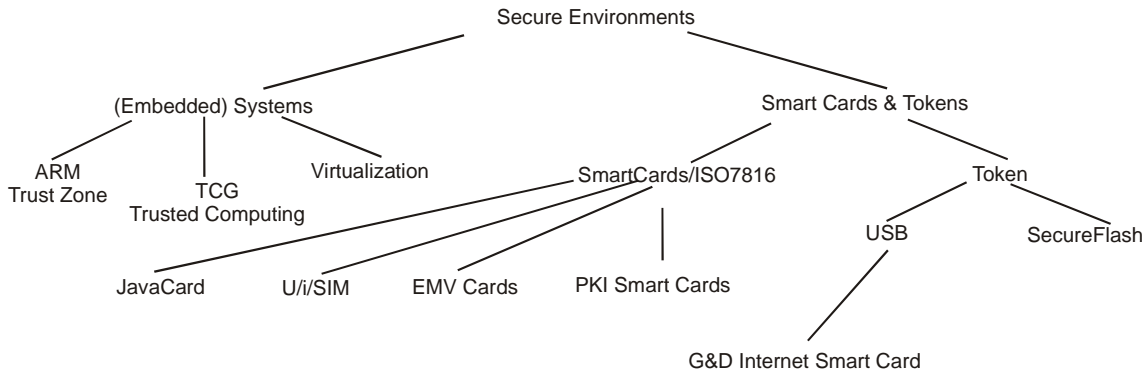 Secure Environments
(Embedded) Systems
Smart Cards & Tokens
ARM
Trust Zone
TCG
Trusted Computing
Virtualization
SmartCards/ISO7816
Token
USB
SecureFlash
JavaCard
U/i/SIM
EMV Cards
PKI Smart Cards
G&D Internet Smart Card